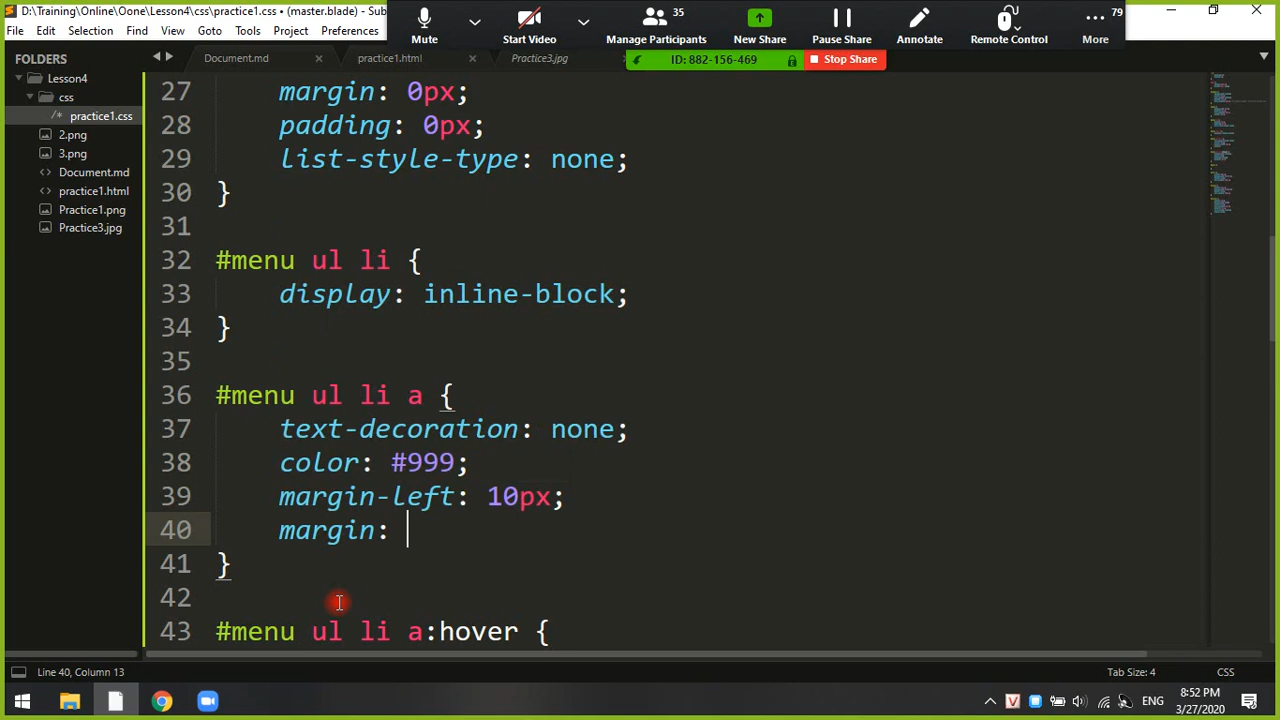 D:\Training\Online\Oone\Lesson4\css\practice1.css • (master.blade) - Sub
File Edit Selection Find View Goto Tools Project Preferences
Mute
Start Video
35
Manage Participants
New Share
Pause Share
Annotate
Remote Control
79
More
ID: 882-156-469
Stop Share
FOLDERS
Lesson4
css
/* practice1.css
2.png
3.png
<> Document.md
<> practice1.html
Practice1.png
Practice3.jpg
Document.md
practice1.html
Practice3.jpg
27 margin: 0px;
28 padding: 0px;
29 list-style-type: none;
30 }
31
32 #menu ul li {
33 display: inline-block;
34 }
35
36 #menu ul li a {
37 text-decoration: none;
38 color: #999;
39 margin-left: 10px;
40 margin:
41 }
42
43 #menu ul li a:hover {
Line 40, Column 13
Tab Size: 4
CSS
V
ENG
8:52 PM
3/27/2020